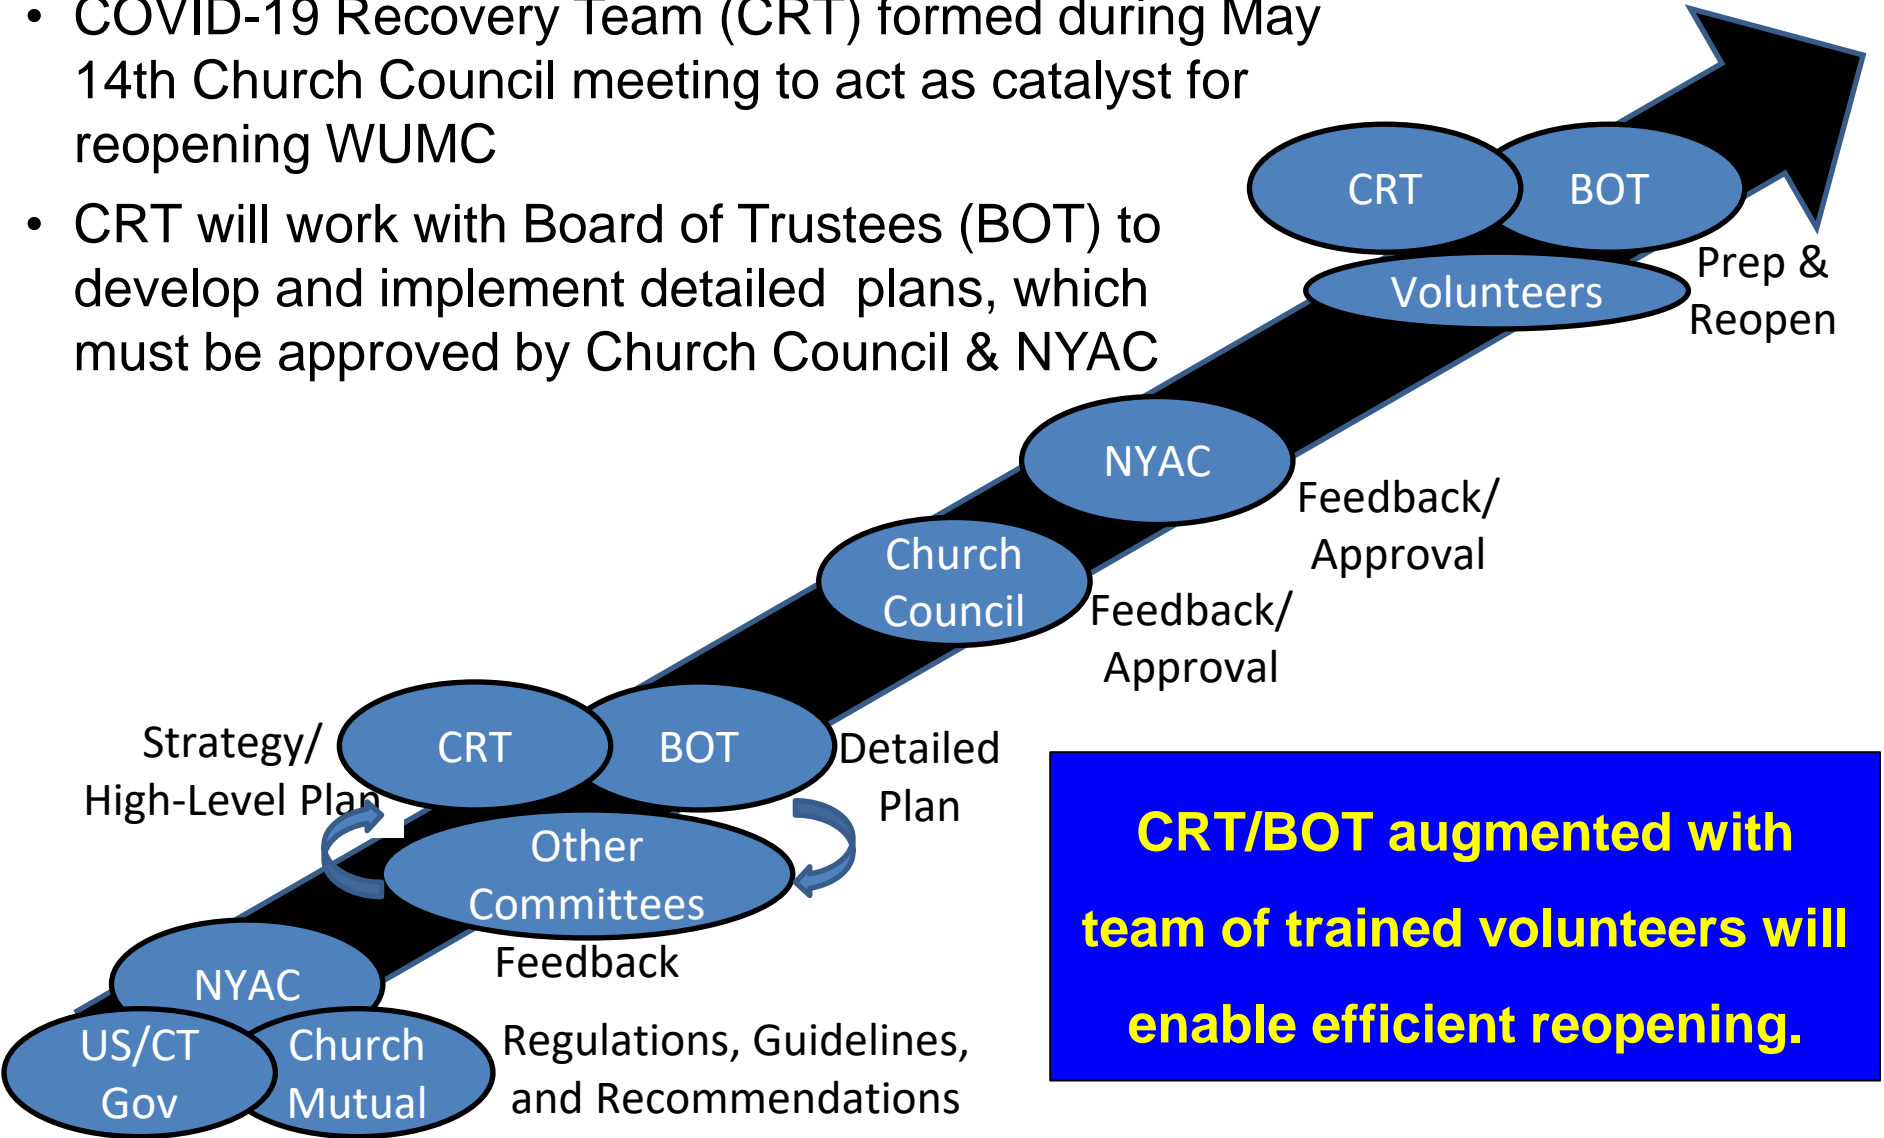 • COVID-19 Recovery Team (CRT) formed during May
14th Church Council meeting to act as catalyst for
reopening WUMC
• CRT will work with Board of Trustees (BOT) to
develop and implement detailed plans, which
must be approved by Church Council & NYAC
CRT
BOT
Volunteers
Prep &
Reopen
NYAC
Feedback/
Approval
Church
Council
Feedback/
Approval
Strategy/
High-Level Plan
CRT
BOT
Detailed
Plan
Other
Committees
Feedback
NYAC
US/CT
Gov
Church
Mutual
Regulations, Guidelines,
and Recommendations
CRT/BOT augmented with
team of trained volunteers will
enable efficient reopening.